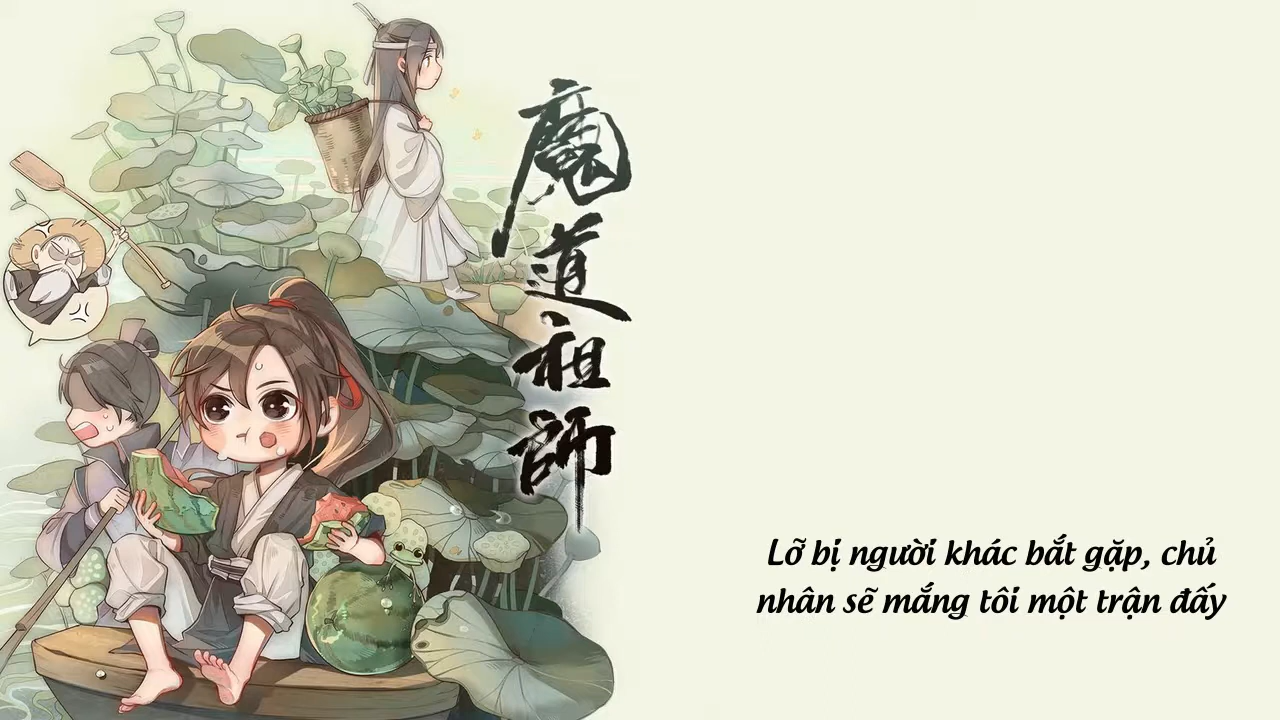 魔道祖師
Lỡ bị người khác bắt gặp, chủ
nhân sẽ mắng tôi một trận đấy